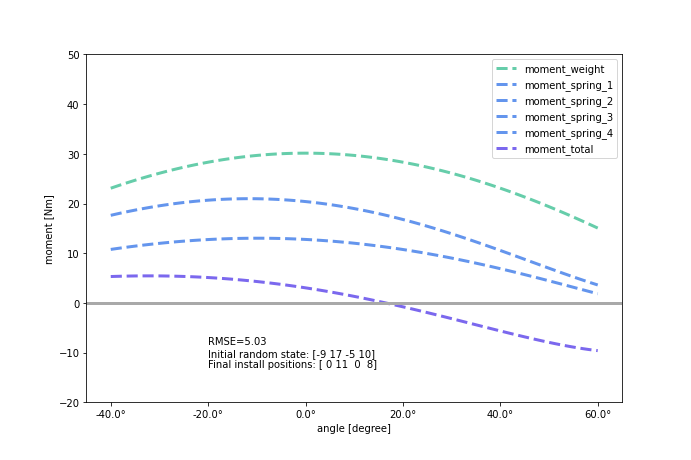 50
40
30
20
10
0
−10
−20
moment [Nm]
moment_weight
moment_spring_1
moment_spring_2
moment_spring_3
moment_spring_4
moment_total
RMSE=5.03
Initial random state: [-9 17 -5 10]
Final install positions: [ 0 11  0  8]
-40.0° -20.0° 0.0° 20.0° 40.0° 60.0°
angle [degree]